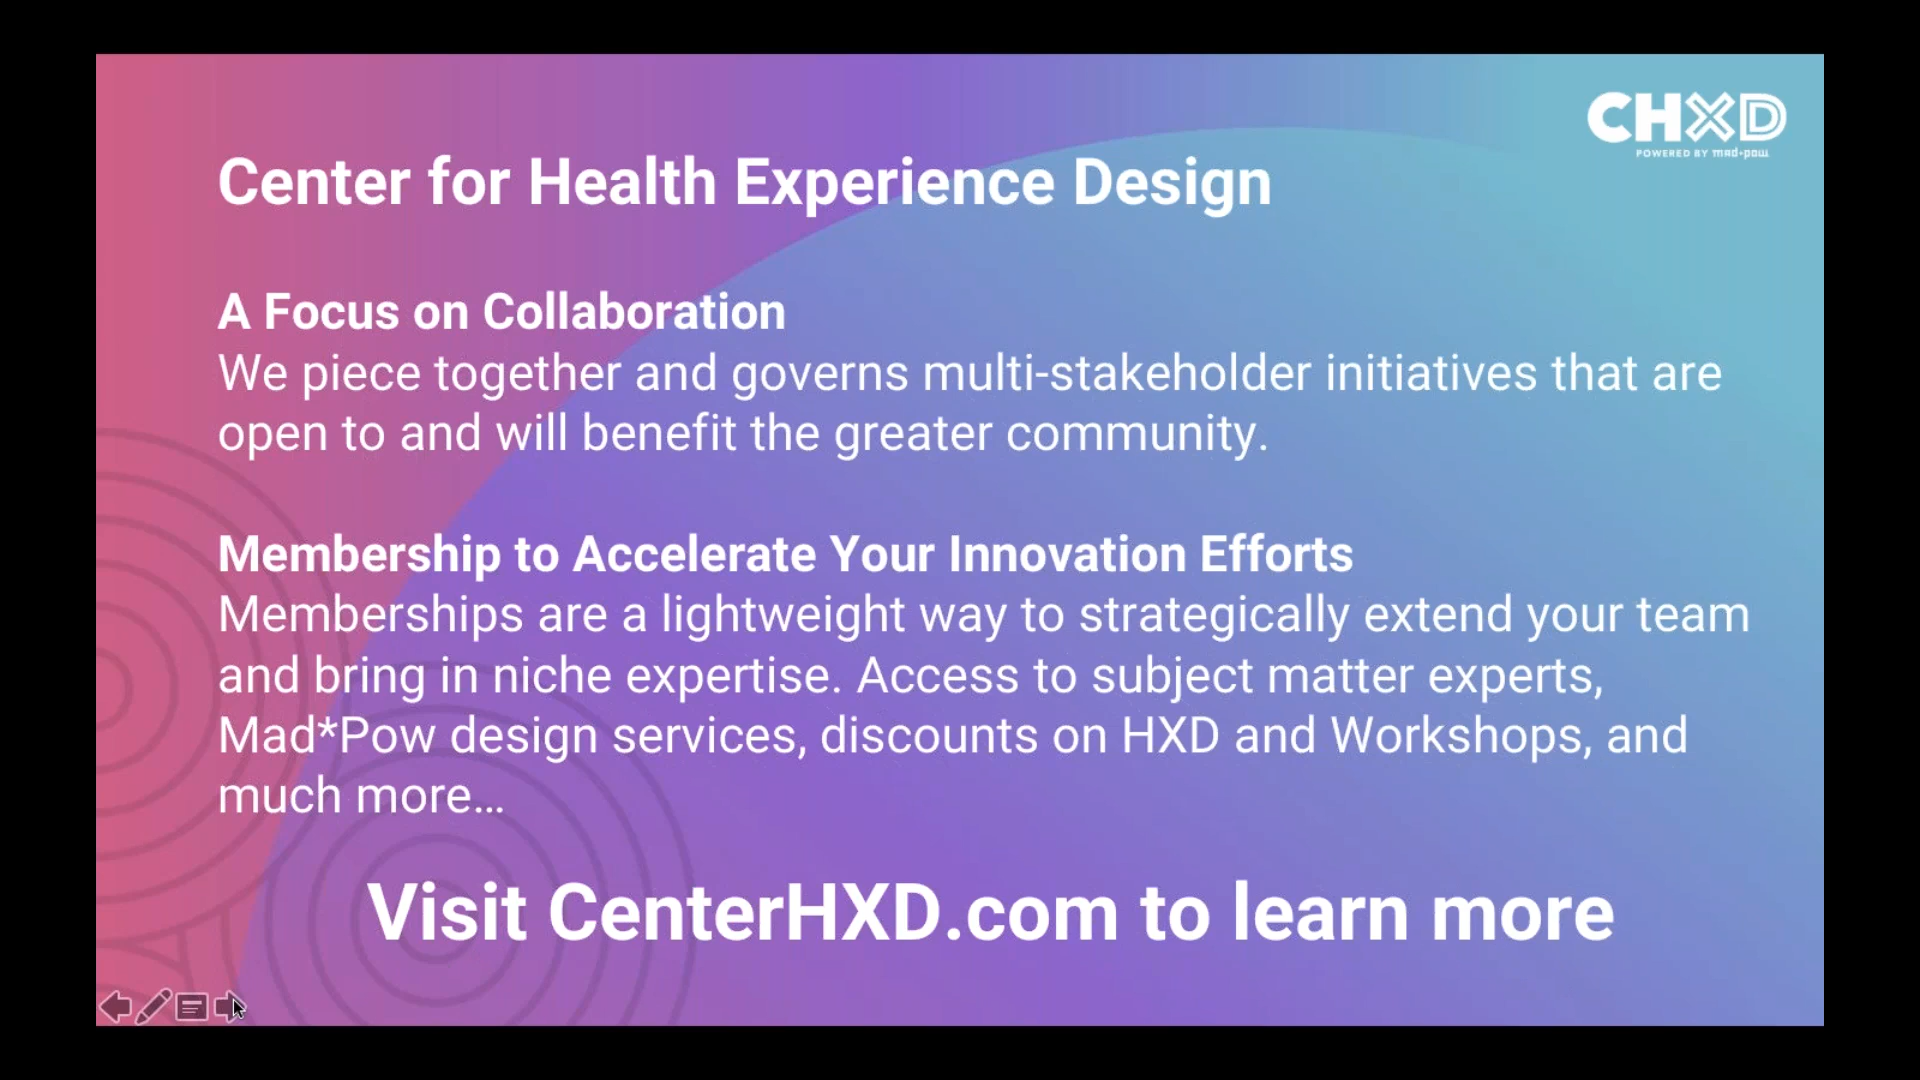 CHXD
POWERED BY mad*pow
Center for Health Experience Design
A Focus on Collaboration
We piece together and governs multi-stakeholder initiatives that are
open to and will benefit the greater community.
Membership to Accelerate Your Innovation Efforts
Memberships are a lightweight way to strategically extend your team
and bring in niche expertise. Access to subject matter experts,
Mad*Pow design services, discounts on HXD and Workshops, and
much more...
Visit CenterHXD.com to learn more